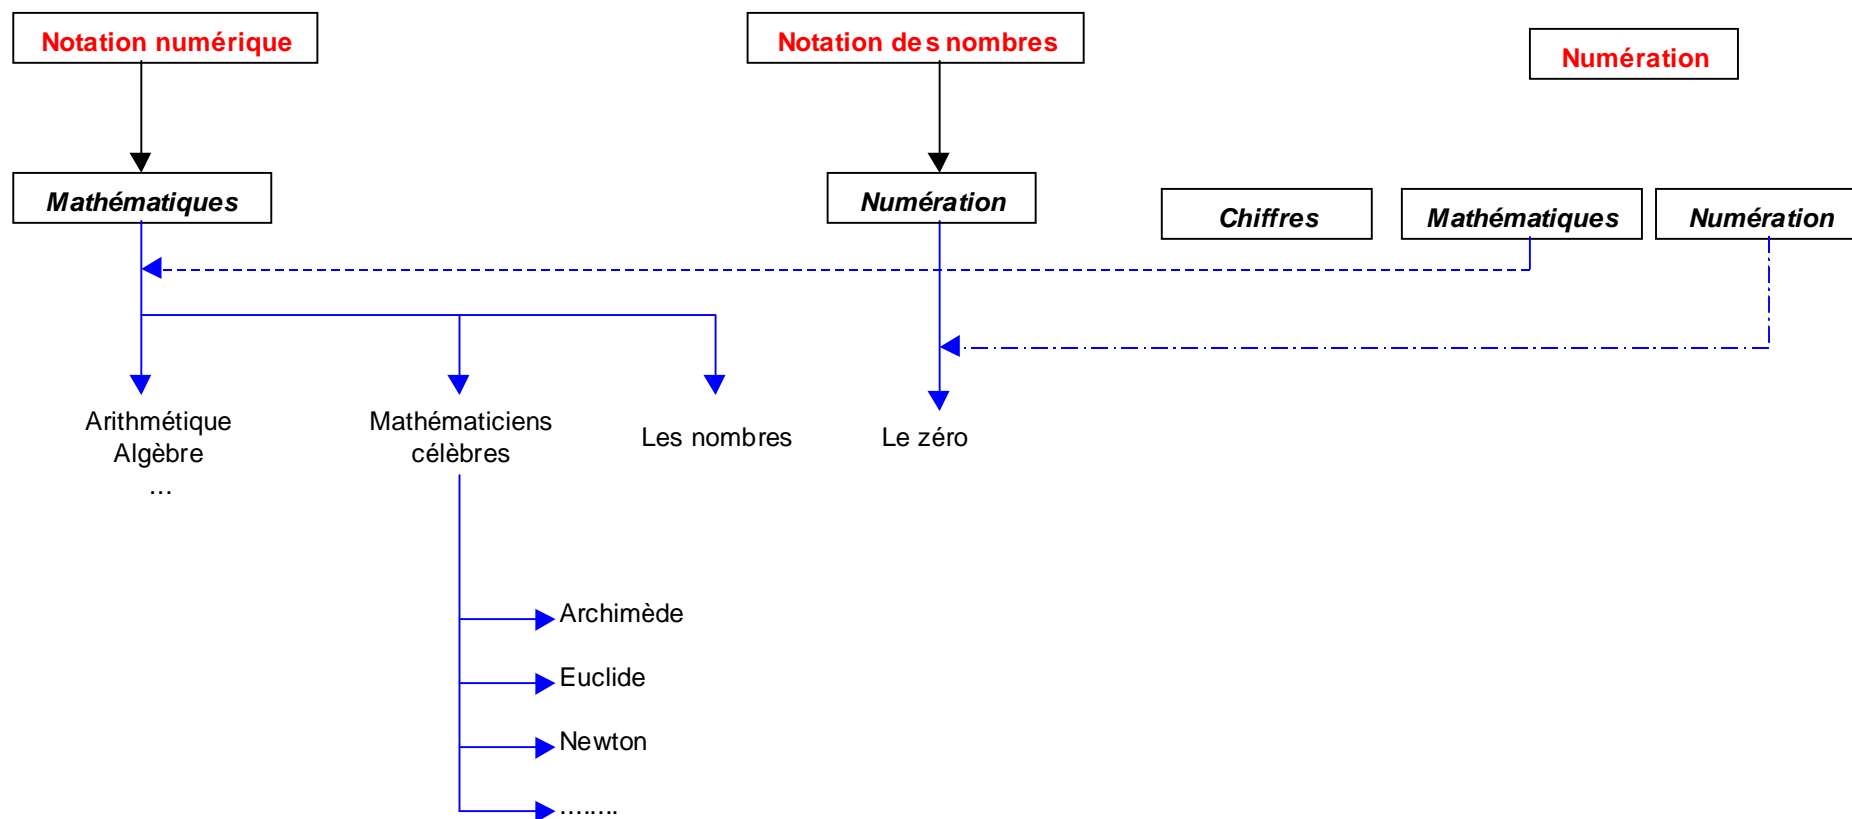 Notation numérique
Notation des nombres
Numération
Mathématiques
Numération
Chiffres
Mathématiques
Numération
Arithmétique
Algèbre
...
Mathématiciens
célèbres
Les nombres
Le zéro
Archimède
Euclide
Newton
........